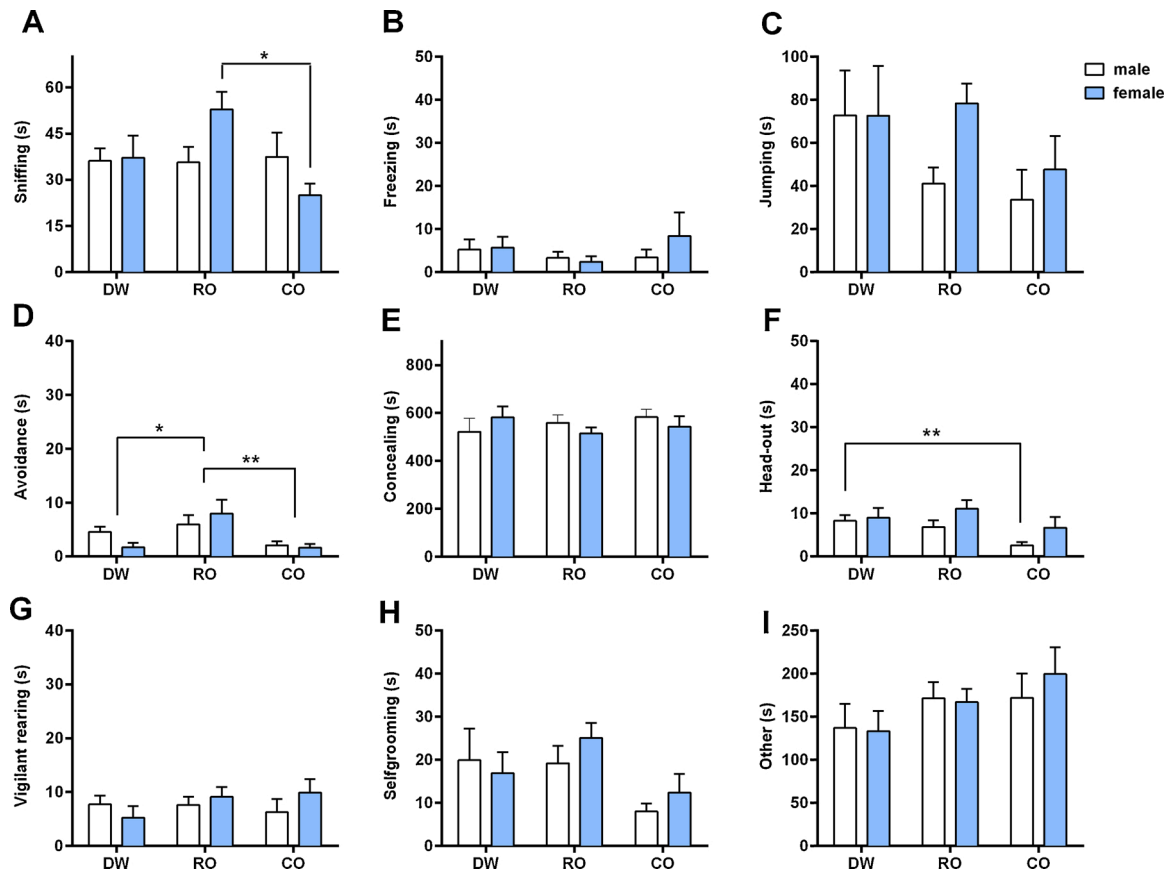 A
Sniffing (s)
60
45
30
15
0
*
DW RO CO
B
Freezing (s)
50
40
30
20
10
0
DW RO CO
C
Jumping (s)
100
80
60
40
20
0
DW RO CO
male
female
D
Avoidance (s)
40
30
20
10
0
*
**
DW RO CO
E
Concealing (s)
800
600
400
200
0
DW RO CO
F
Head-out (s)
50
40
30
20
10
0
**
DW RO CO
G
Vigilant rearing (s)
40
30
20
10
0
DW RO CO
H
Selfgrooming (s)
50
40
30
20
10
0
DW RO CO
I
Other (s)
250
200
150
100
50
0
DW RO CO